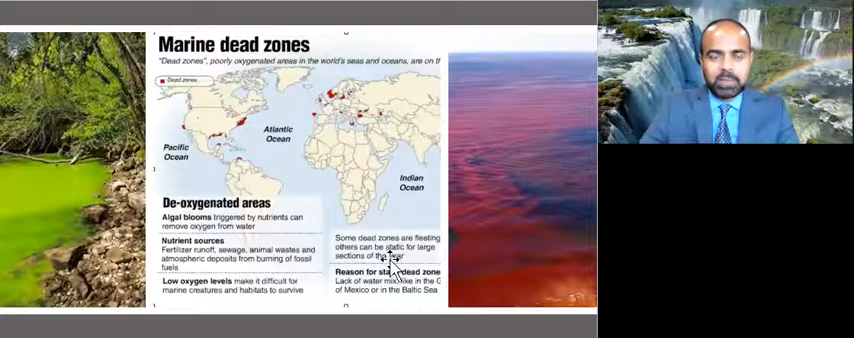 Marine dead zones
"Dead zones", poorly oxygenated areas in the world's seas and oceans, are on th
Dead zones
Atlantic
Ocean
Pacific
Ocean
Indian
Ocean
De-oxygenated areas
Algal blooms triggered by nutrients can
remove oxygen from water
Nutrient sources
Fertilizer runoff, sewage, animal wastes and
atmospheric deposits from burning of fossil
fuels
Low oxygen levels make it difficult for
marine creatures and habitats to survive
Some dead zones are fleeting
others can be static for large
sections of the year
Reason for dead zone
Lack of water mix like in the G
of Mexico or in the Baltic Sea